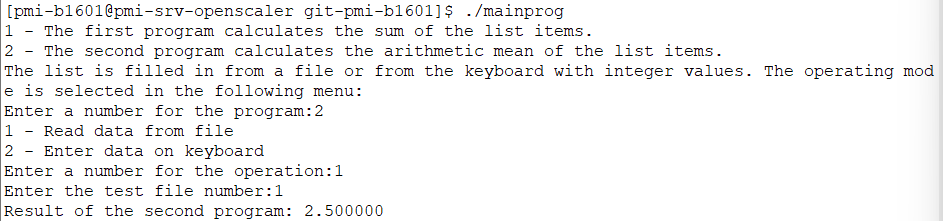 [pmi-b1601@pmi-srv-openscaler git-pmi-b1601]$ ./mainprog
1 - The first program calculates the sum of the list items.
2 - The second program calculates the arithmetic mean of the list items.
The list is filled in from a file or from the keyboard with integer values. The operating mod
e is selected in the following menu:
Enter a number for the program:2
1 - Read data from file
2 - Enter data on keyboard
Enter a number for the operation:1
Enter the test file number:1
Result of the second program: 2.500000